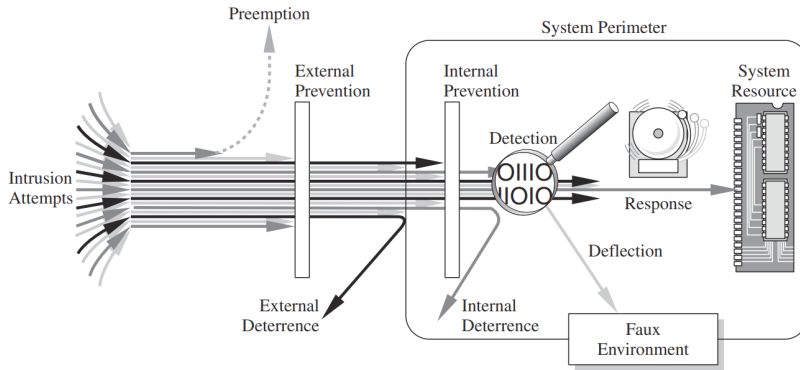 Preemption
System Perimeter
External
Prevention
Internal
Prevention
System
Resource
Detection
OIIIO
IIOIO
Intrusion
Attempts
Response
Deflection
External
Deterrence
Internal
Deterrence
Faux
Environment